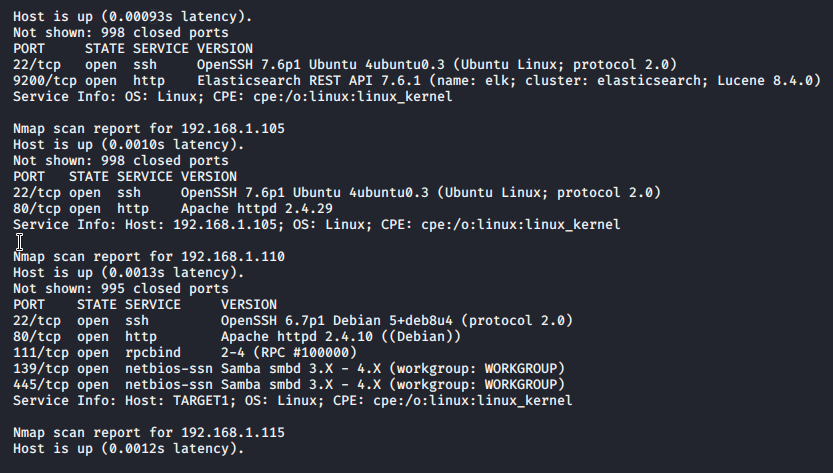 Host is up (0.00093s latency).
Not shown: 998 closed ports
PORT     STATE SERVICE VERSION
22/tcp   open  ssh     OpenSSH 7.6p1 Ubuntu 4ubuntu0.3 (Ubuntu Linux; protocol 2.0)
9200/tcp open  http    Elasticsearch REST API 7.6.1 (name: elk; cluster: elasticsearch; Lucene 8.4.0)
Service Info: OS: Linux; CPE: cpe:/o:linux:linux_kernel

Nmap scan report for 192.168.1.105
Host is up (0.0010s latency).
Not shown: 998 closed ports
PORT   STATE SERVICE VERSION
22/tcp open  ssh     OpenSSH 7.6p1 Ubuntu 4ubuntu0.3 (Ubuntu Linux; protocol 2.0)
80/tcp open  http    Apache httpd 2.4.29
Service Info: Host: 192.168.1.105; OS: Linux; CPE: cpe:/o:linux:linux_kernel

Nmap scan report for 192.168.1.110
Host is up (0.0013s latency).
Not shown: 995 closed ports
PORT    STATE SERVICE     VERSION
22/tcp  open  ssh         OpenSSH 6.7p1 Debian 5+deb8u4 (protocol 2.0)
80/tcp  open  http        Apache httpd 2.4.10 ((Debian))
111/tcp open  rpcbind     2-4 (RPC #100000)
139/tcp open  netbios-ssn Samba smbd 3.X - 4.X (workgroup: WORKGROUP)
445/tcp open  netbios-ssn Samba smbd 3.X - 4.X (workgroup: WORKGROUP)
Service Info: Host: TARGET1; OS: Linux; CPE: cpe:/o:linux:linux_kernel

Nmap scan report for 192.168.1.115
Host is up (0.0012s latency).